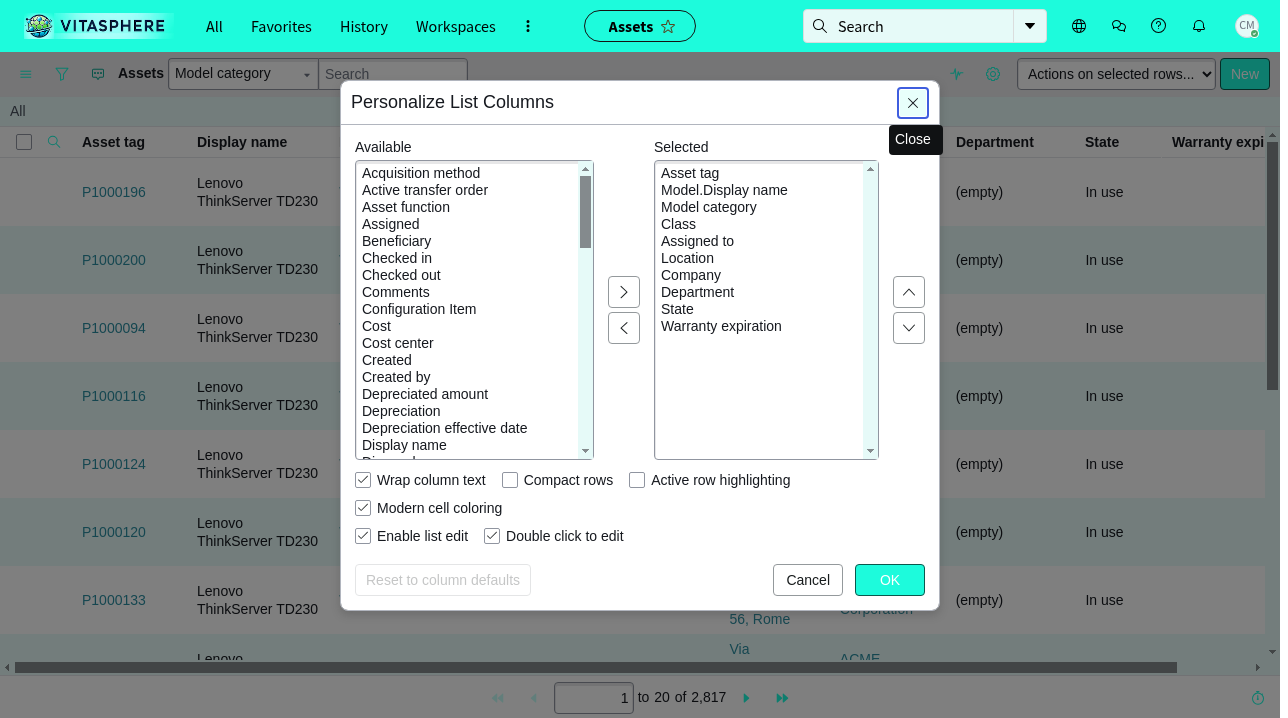 VITASPHERE
All
Favorites
History
Workspaces
Assets
Search
CM
Assets
Model category
Search
Actions on selected rows...
New
All
Asset tag
Display name
Department
State
Warranty expi
P1000196
Lenovo
ThinkServer TD230
(empty)
In use
P1000200
Lenovo
ThinkServer TD230
(empty)
In use
P1000094
Lenovo
ThinkServer TD230
(empty)
In use
P1000116
Lenovo
ThinkServer TD230
(empty)
In use
P1000124
Lenovo
ThinkServer TD230
(empty)
In use
P1000120
Lenovo
ThinkServer TD230
(empty)
In use
P1000133
Lenovo
ThinkServer TD230
56, Rome
Corporation
(empty)
In use
Lenovo
Via
ACME
Personalize List Columns
Close
Available
Acquisition method
Active transfer order
Asset function
Assigned
Beneficiary
Checked in
Checked out
Comments
Configuration Item
Cost
Cost center
Created
Created by
Depreciated amount
Depreciation
Depreciation effective date
Display name
Selected
Asset tag
Model.Display name
Model category
Class
Assigned to
Location
Company
Department
State
Warranty expiration
Wrap column text
Compact rows
Active row highlighting
Modern cell coloring
Enable list edit
Double click to edit
Reset to column defaults
Cancel
OK
1 to 20 of 2,817